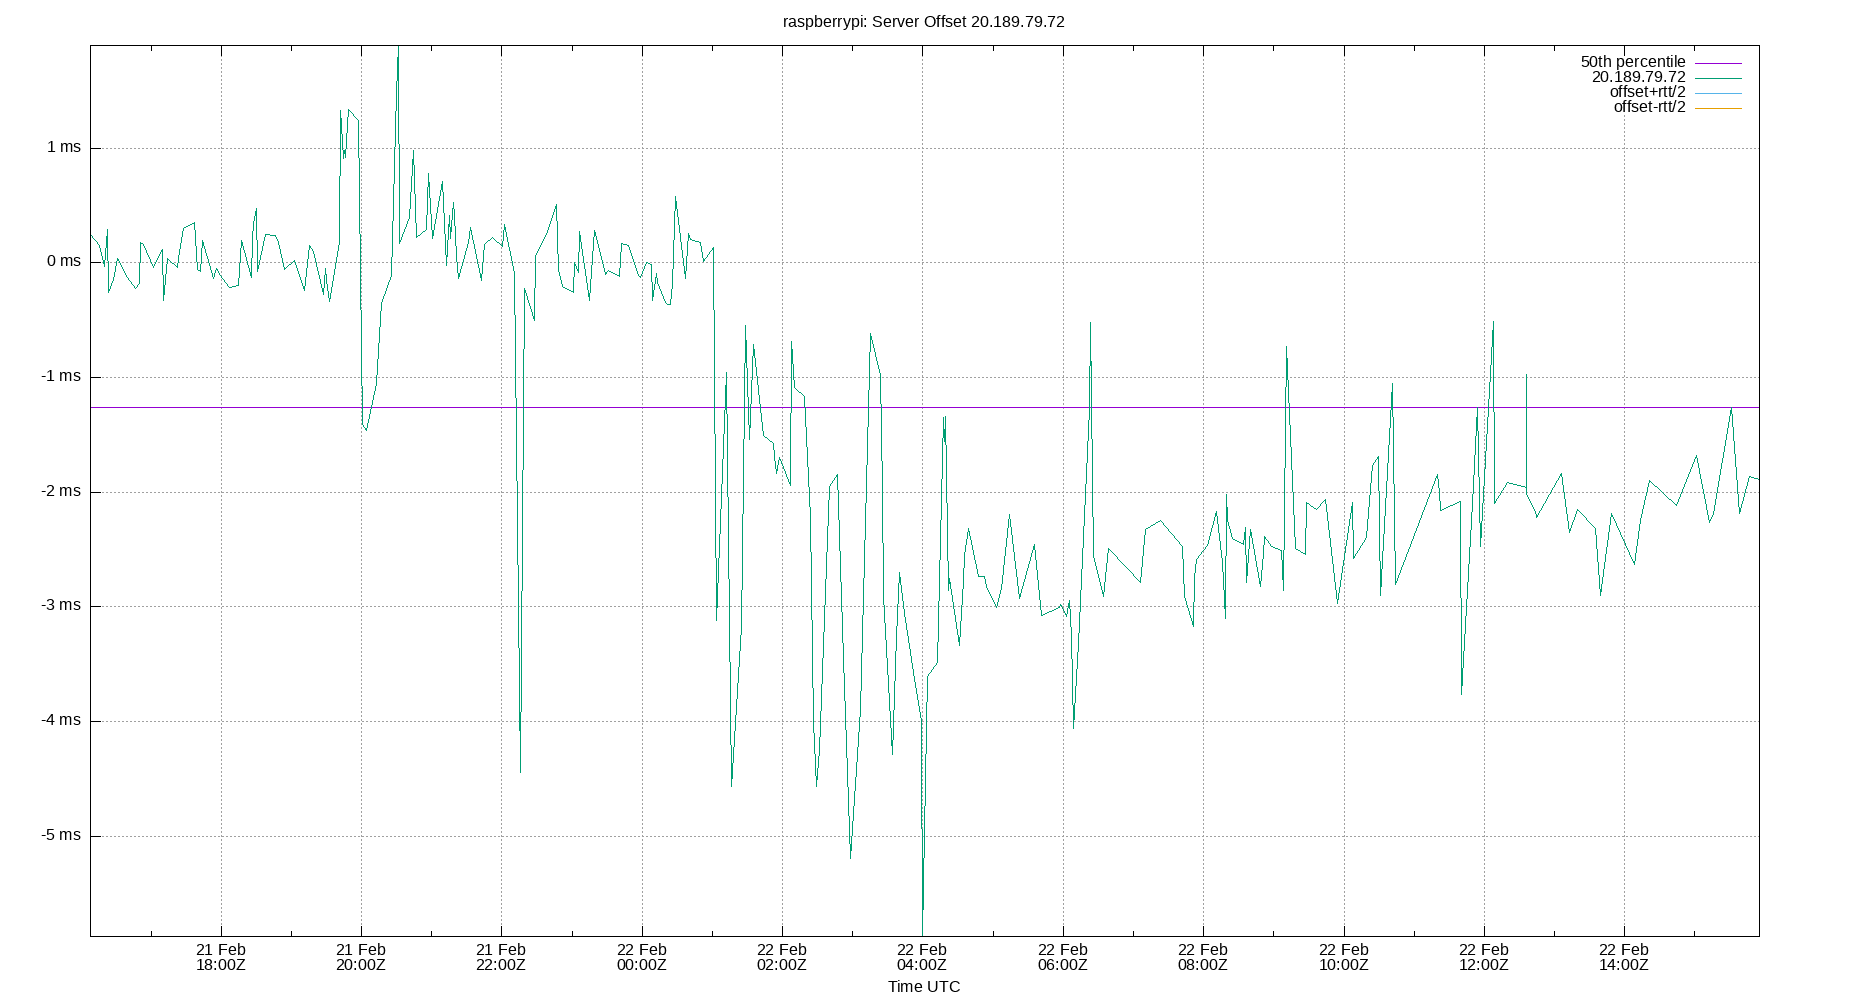 raspberrypi: Server Offset 20.189.79.72
50th percentile
20.189.79.72
offset+rtt/2
offset-rtt/2
1 ms
0 ms
-1 ms
-2 ms
-3 ms
-4 ms
-5 ms
21 Feb 21 Feb 21 Feb 22 Feb 22 Feb 22 Feb 22 Feb 22 Feb 22 Feb 22 Feb 22 Feb
18:00Z 20:00Z 22:00Z 00:00Z 02:00Z 04:00Z 06:00Z 08:00Z 10:00Z 12:00Z 14:00Z
Time UTC